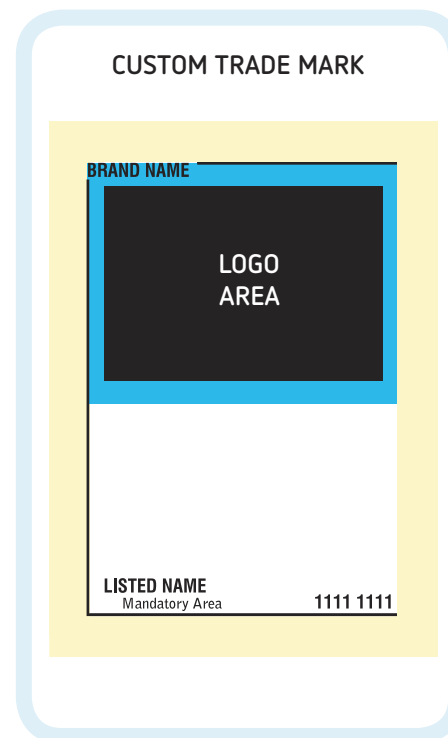 CUSTOM TRADE MARK
BRAND NAME
LOGO
AREA
LISTED NAME
Mandatory Area
1111 1111